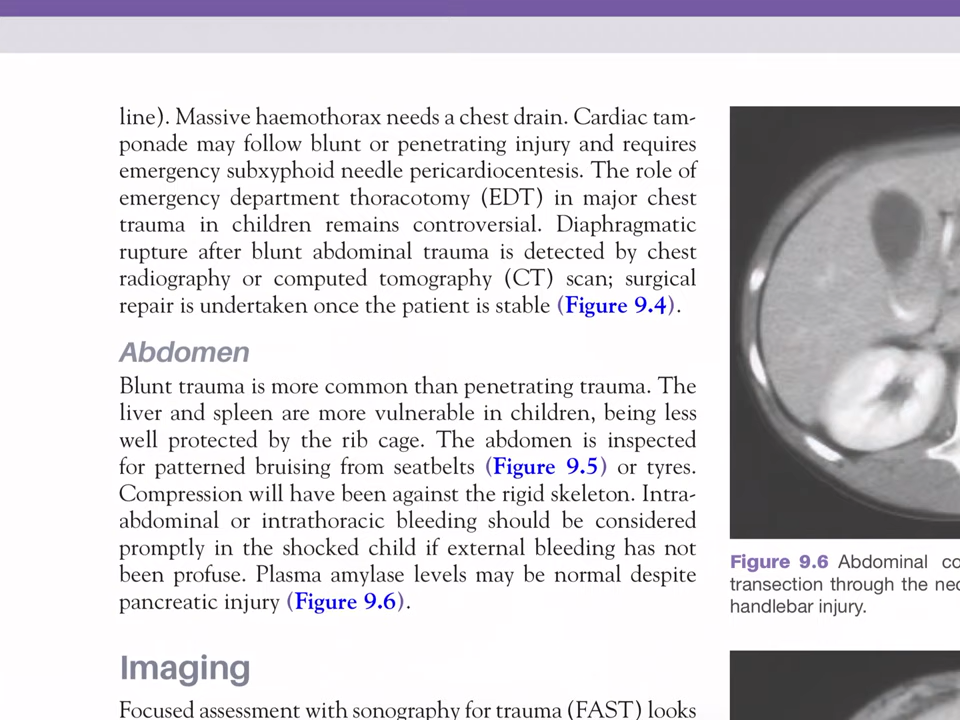 line). Massive haemothorax needs a chest drain. Cardiac tam-
ponade may follow blunt or penetrating injury and requires
emergency subxyphoid needle pericardiocentesis. The role of
emergency department thoracotomy (EDT) in major chest
trauma in children remains controversial. Diaphragmatic
rupture after blunt abdominal trauma is detected by chest
radiography or computed tomography (CT) scan; surgical
repair is undertaken once the patient is stable (Figure 9.4).
Abdomen
Blunt trauma is more common than penetrating trauma. The
liver and spleen are more vulnerable in children, being less
well protected by the rib cage. The abdomen is inspected
for patterned bruising from seatbelts (Figure 9.5) or tyres.
Compression will have been against the rigid skeleton. Intra-
abdominal or intrathoracic bleeding should be considered
promptly in the shocked child if external bleeding has not
been profuse. Plasma amylase levels may be normal despite
pancreatic injury (Figure 9.6).
Imaging
Focused assessment with sonography for trauma (FAST) looks
Figure 9.6 Abdominal
transection through the
handlebar injury.